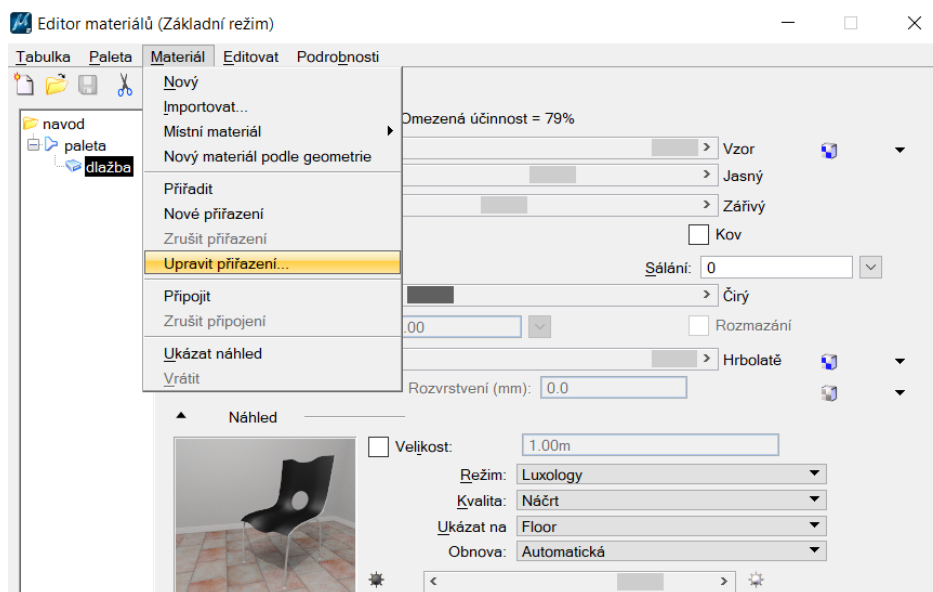 Editor materiálů (Základní režim)
Tabulka Paleta Materiál Editovat Podrobnosti
navod
paleta
dlažba
Nový
Importovat...
Místní materiál
Nový materiál podle geometrie
Přiřadit
Nové přiřazení
Zrušit přiřazení
Upravit přiřazení...
Připojit
Zrušit připojení
Ukázat náhled
Vrátit
Omezená účinnost = 79%
Vzor
Jasný
Zářivý
Kov
Sálání: 0
Čirý
.00 Rozmazání
Hrbolatě
Rozvrstvení (mm): 0.0
Náhled
Velikost: 1.00m
Režim: Luxology
Kvalita: Náčrt
Ukázat na Floor
Obnova: Automatická